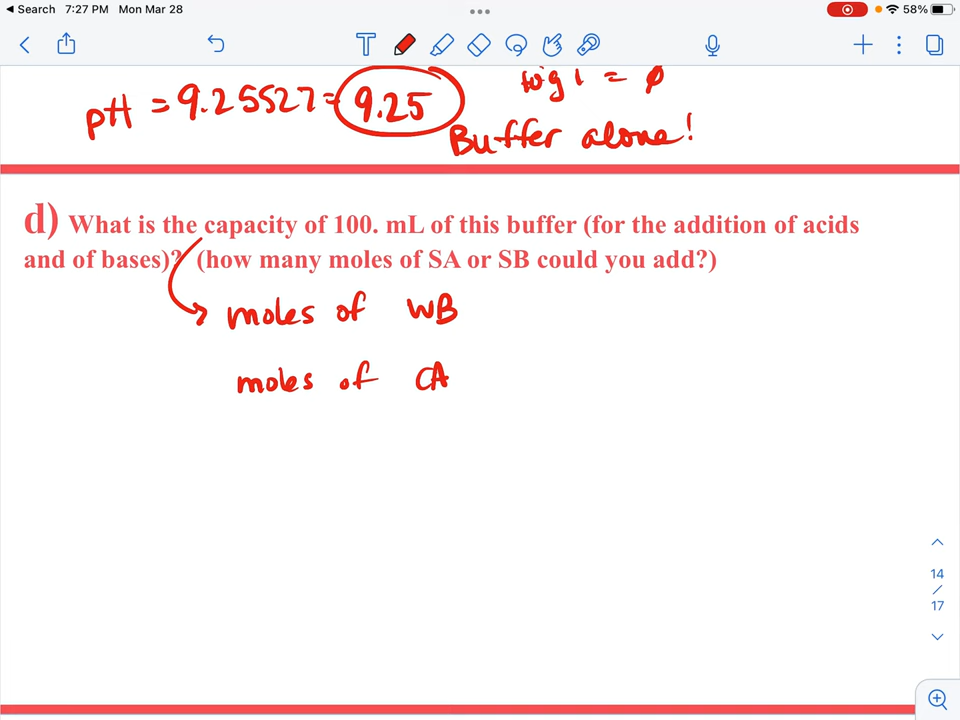 Search 7:27 PM Mon Mar 28 58%
T
pH = 9.25527 = 9.25
log 1 = ø
Buffer alone!
d) What is the capacity of 100. mL of this buffer (for the addition of acids
and of bases)? (how many moles of SA or SB could you add?)
moles of WB
moles of CA
14
/
17